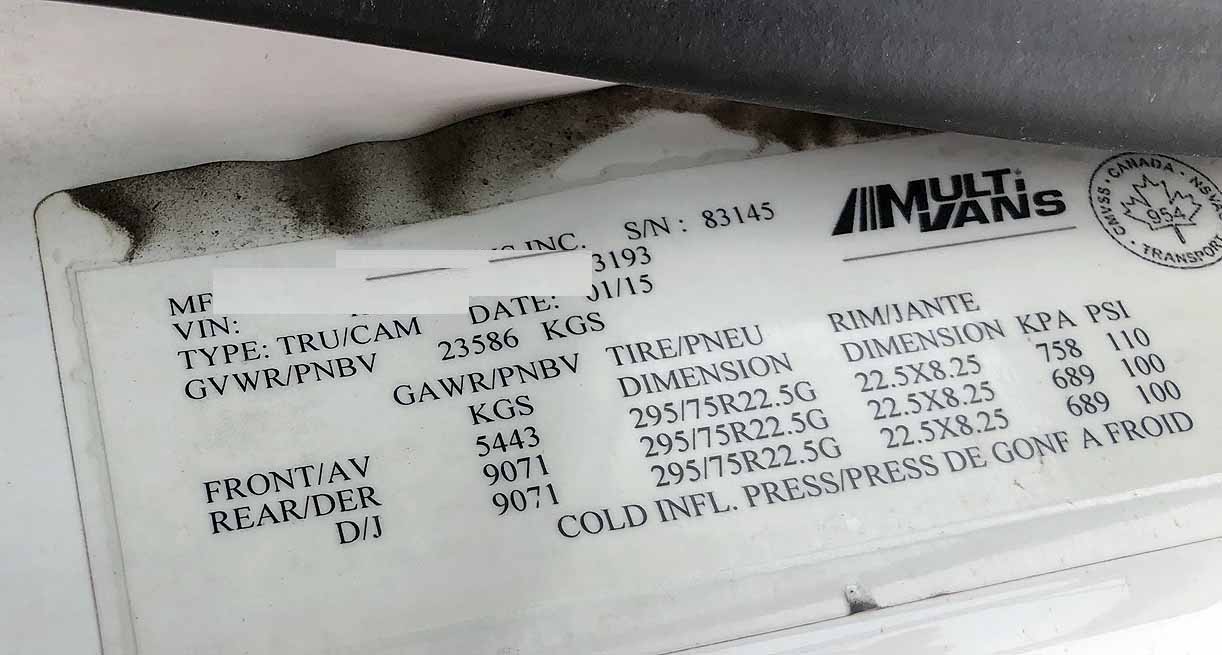 MULTI VANS
CMVSS · CANADA · NSVAC
954
· TRANSPORT
INC. S/N : 83145
MF
VIN: 3193
TYPE: TRU/CAM DATE: 01/15
GVWR/PNBV 23586 KGS
GAWR/PNBV TIRE/PNEU RIM/JANTE
KGS DIMENSION DIMENSION KPA PSI
FRONT/AV 5443 295/75R22.5G 22.5X8.25 758 110
REAR/DER 9071 295/75R22.5G 22.5X8.25 689 100
D/J 9071 295/75R22.5G 22.5X8.25 689 100
COLD INFL. PRESS/PRESS DE GONF A FROID